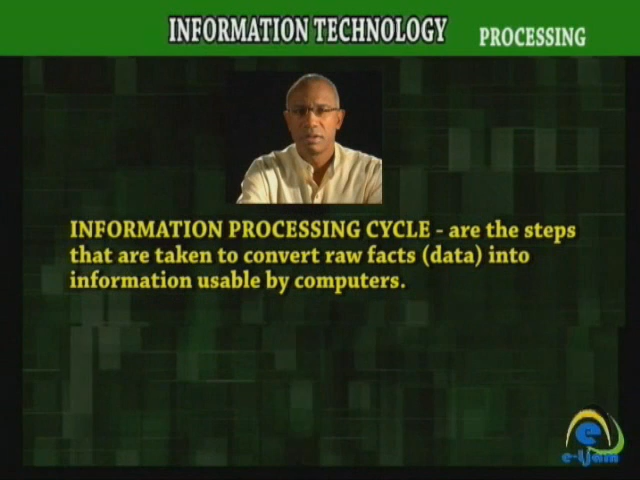 INFORMATION TECHNOLOGY PROCESSING
INFORMATION PROCESSING CYCLE - are the steps
that are taken to convert raw facts (data) into
information usable by computers.
e
e-Jam